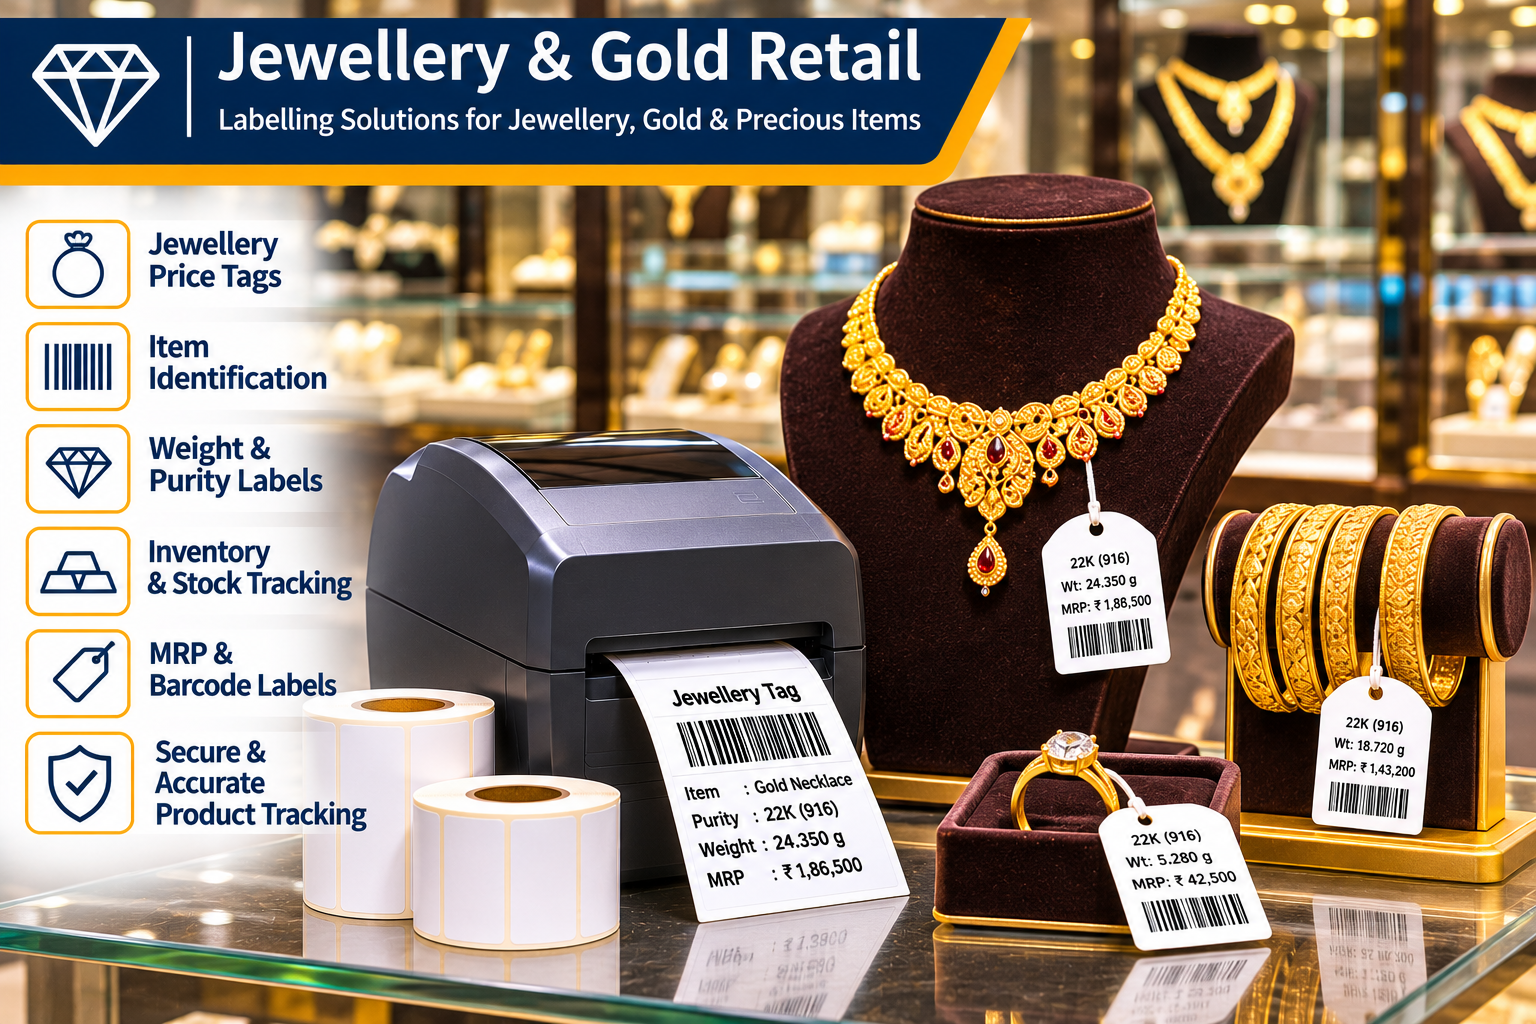 Jewellery & Gold Retail
Labelling Solutions for Jewellery, Gold & Precious Items
Jewellery
Price Tags
Item
Identification
Weight &
Purity Labels
Inventory
& Stock Tracking
MRP &
Barcode Labels
Secure &
Accurate
Product Tracking
Jewellery Tag
Item : Gold Necklace
Purity : 22K (916)
Weight : 24.350 g
MRP : ₹ 1,86,500
22K (916)
Wt: 24.350 g
MRP: ₹ 1,86,500
22K (916)
Wt: 5.280 g
MRP: ₹ 42,500
22K (916)
Wt: 18.720 g
MRP: ₹ 1,43,200